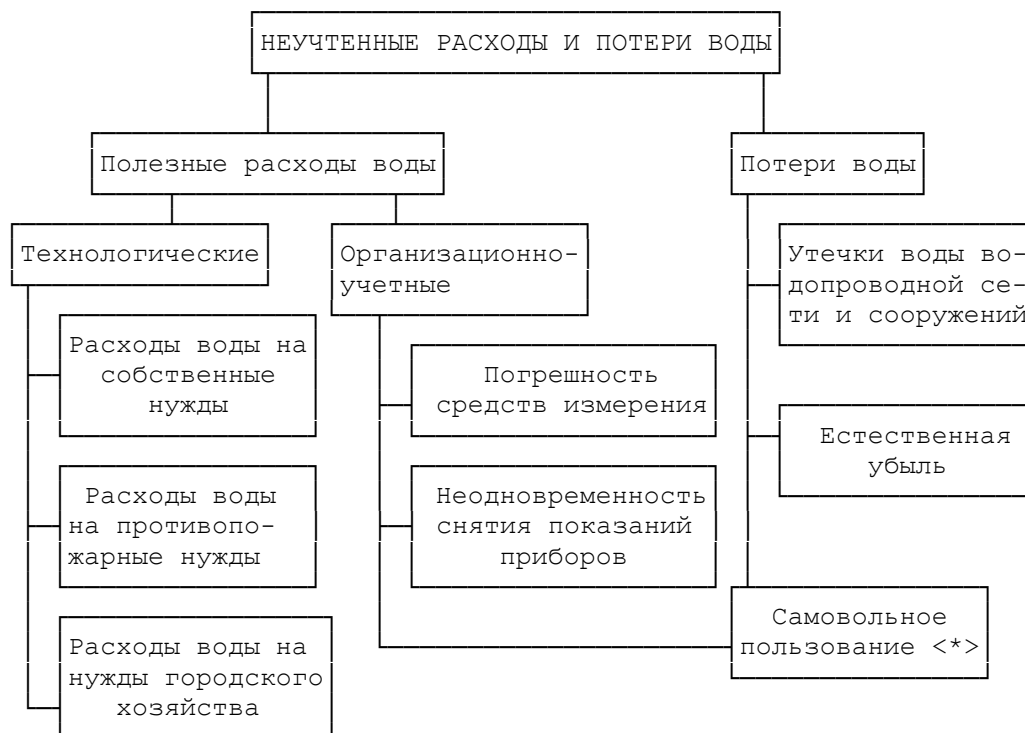 НЕУЧТЕННЫЕ РАСХОДЫ И ПОТЕРИ ВОДЫ
Полезные расходы воды
Потери воды
Технологические
Организационно-
учетные
Утечки воды во-
допроводной се-
ти и сооружений
Расходы воды на
собственные
нужды
Погрешность
средств измерения
Естественная
убыль
Расходы воды
на противопо-
жарные нужды
Неодновременность
снятия показаний
приборов
Самовольное
пользование <*>
Расходы воды на
нужды городского
хозяйства